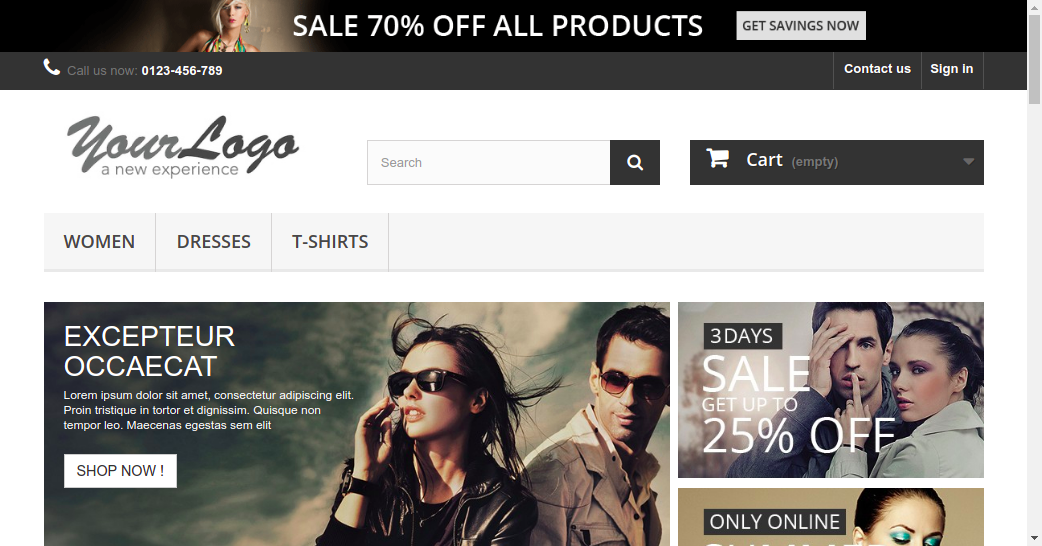 SALE 70% OFF ALL PRODUCTS GET SAVINGS NOW
Call us now: 0123-456-789 Contact us Sign in
YourLogo
a new experience
Search
Cart (empty)
WOMEN DRESSES T-SHIRTS
EXCEPTEUR
OCCAECAT
Lorem ipsum dolor sit amet, consectetur adipiscing elit.
Proin tristique in tortor et dignissim. Quisque non
tempor leo. Maecenas egestas sem elit
SHOP NOW !
3DAYS
SALE
GET UP TO
25% OFF
ONLY ONLINE